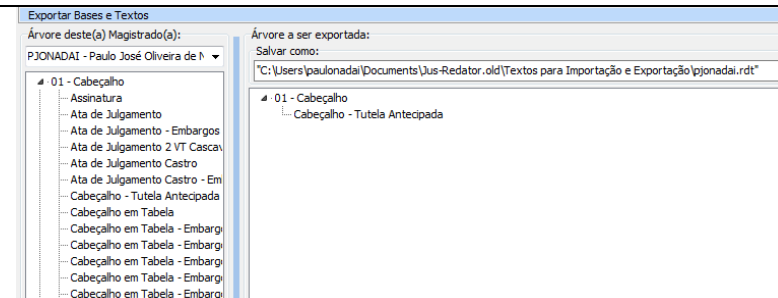 Exportar Bases e Textos
Árvore deste(a) Magistrado(a):
PJONADAI - Paulo José Oliveira de N
01 - Cabeçalho
Assinatura
Ata de Julgamento
Ata de Julgamento - Embargos
Ata de Julgamento 2 VT Cascav
Ata de Julgamento Castro
Ata de Julgamento Castro - Em
Cabeçalho - Tutela Antecipada
Cabeçalho em Tabela
Cabeçalho em Tabela - Embarg
Cabeçalho em Tabela - Embarg
Cabeçalho em Tabela - Embarg
Cabeçalho em Tabela - Embarg
Cabeçalho em Tabela - Embarg
Árvore a ser exportada:
Salvar como:
"C:\Users\paulonadai\Documents\Jus-Redator.old\Textos para Importação e Exportação\pjonadai.rdt"
01 - Cabeçalho
Cabeçalho - Tutela Antecipada